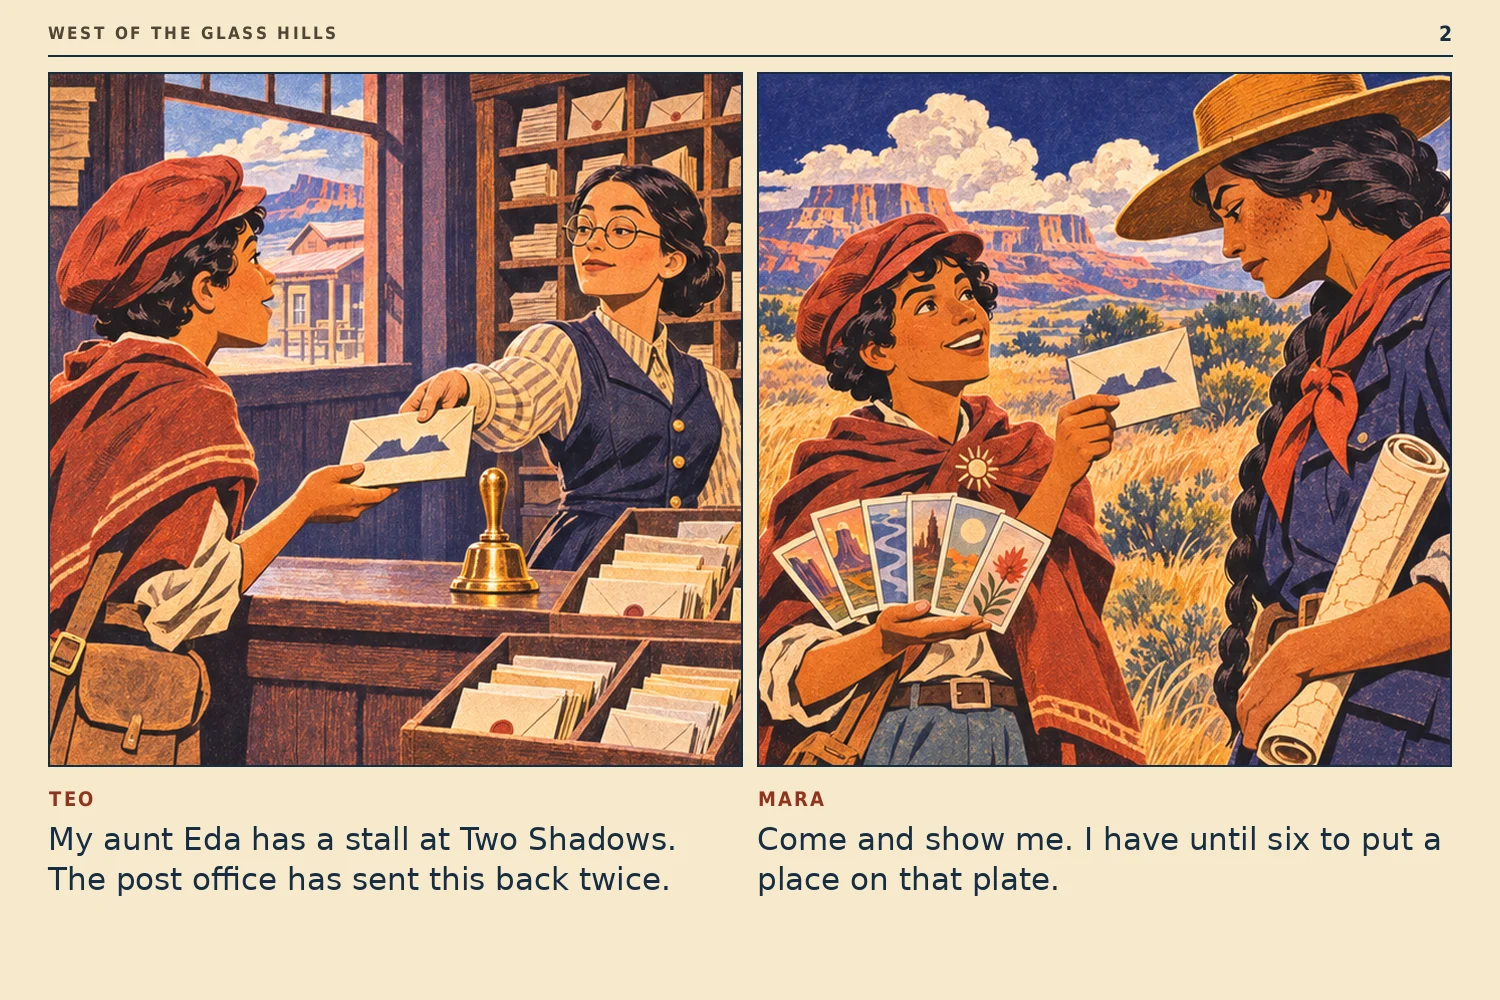 WEST OF THE GLASS HILLS
2
TEO
My aunt Eda has a stall at Two Shadows.
The post office has sent this back twice.
MARA
Come and show me. I have until six to put a
place on that plate.